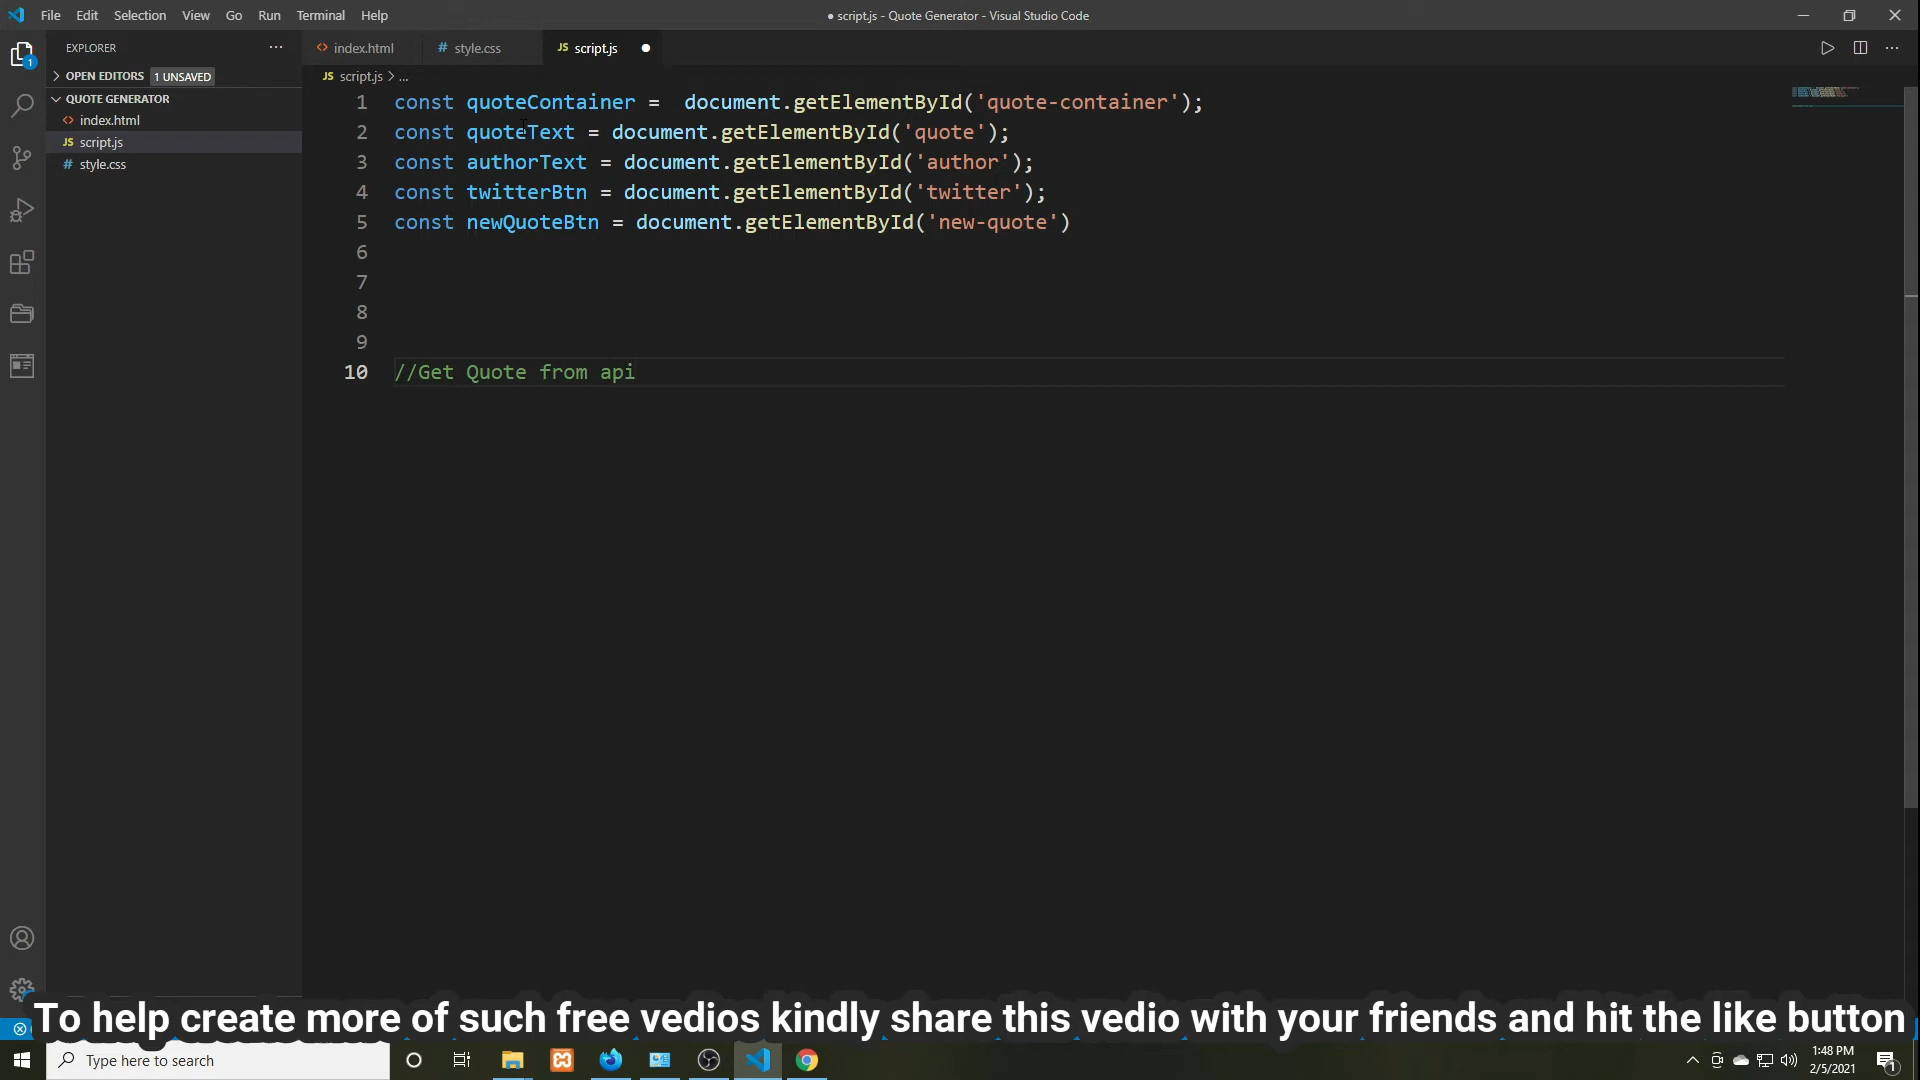 File Edit Selection View Go Run Terminal Help
● script.js - Quote Generator - Visual Studio Code
EXPLORER
index.html
style.css
script.js
OPEN EDITORS 1 UNSAVED
script.js > ...
QUOTE GENERATOR
index.html
script.js
style.css
1 const quoteContainer =  document.getElementById('quote-container');
2 const quoteText = document.getElementById('quote');
3 const authorText = document.getElementById('author');
4 const twitterBtn = document.getElementById('twitter');
5 const newQuoteBtn = document.getElementById('new-quote')
6
7
8
9
10 //Get Quote from api
To help create more of such free vedios kindly share this vedio with your friends and hit the like button
Type here to search
1:48 PM
2/5/2021